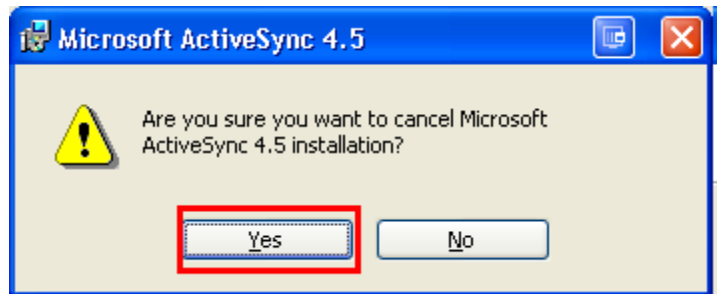 Microsoft ActiveSync 4.5
Are you sure you want to cancel Microsoft
ActiveSync 4.5 installation?
Yes
No